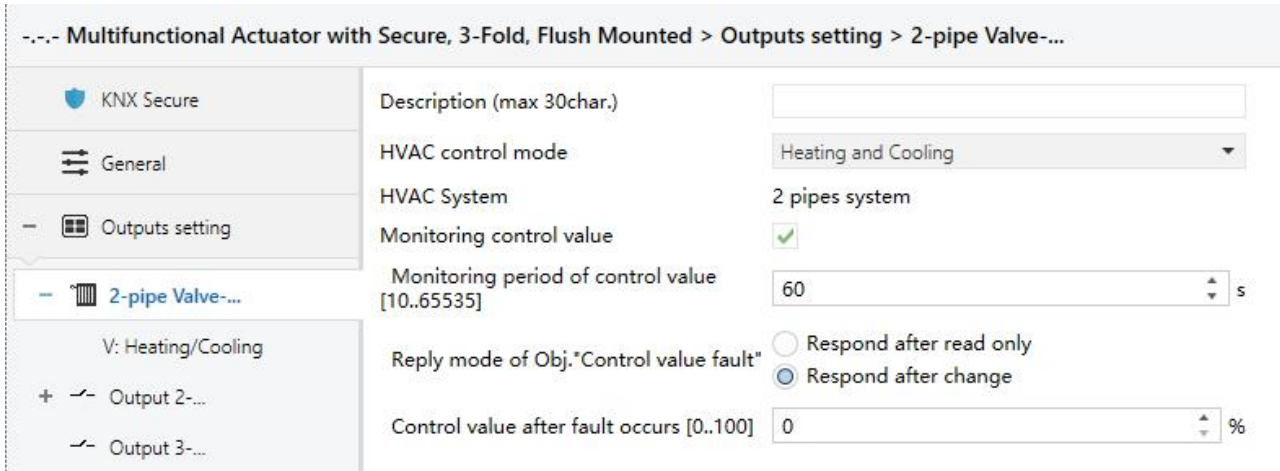 -.-.- Multifunctional Actuator with Secure, 3-Fold, Flush Mounted > Outputs setting > 2-pipe Valve-...
KNX Secure
General
Outputs setting
2-pipe Valve-...
V: Heating/Cooling
Output 2-...
Output 3-...
Description (max 30char.)
HVAC control mode
Heating and Cooling
HVAC System
2 pipes system
Monitoring control value
Monitoring period of control value
[10..65535]
60
s
Reply mode of Obj."Control value fault"
Respond after read only
Respond after change
Control value after fault occurs [0..100]
0
%